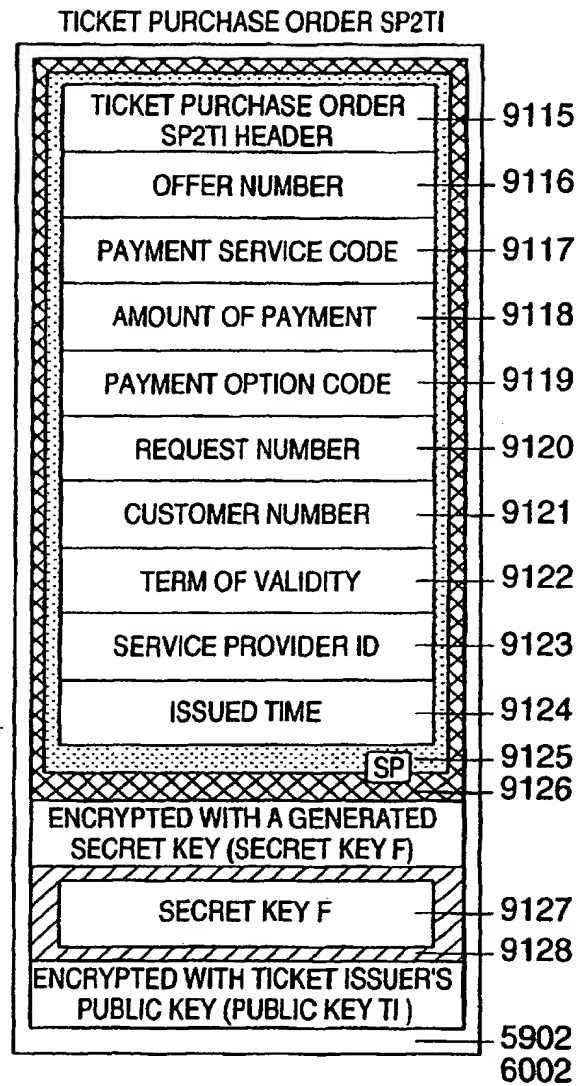 TICKET PURCHASE ORDER SP2TI
TICKET PURCHASE ORDER
SP2TI HEADER
9115
OFFER NUMBER
9116
PAYMENT SERVICE CODE
9117
AMOUNT OF PAYMENT
9118
PAYMENT OPTION CODE
9119
REQUEST NUMBER
9120
CUSTOMER NUMBER
9121
TERM OF VALIDITY
9122
SERVICE PROVIDER ID
9123
ISSUED TIME
9124
9125
SP
9126
ENCRYPTED WITH A GENERATED
SECRET KEY (SECRET KEY F)
SECRET KEY F
9127
9128
ENCRYPTED WITH TICKET ISSUER'S
PUBLIC KEY (PUBLIC KEY TI )
5902
6002